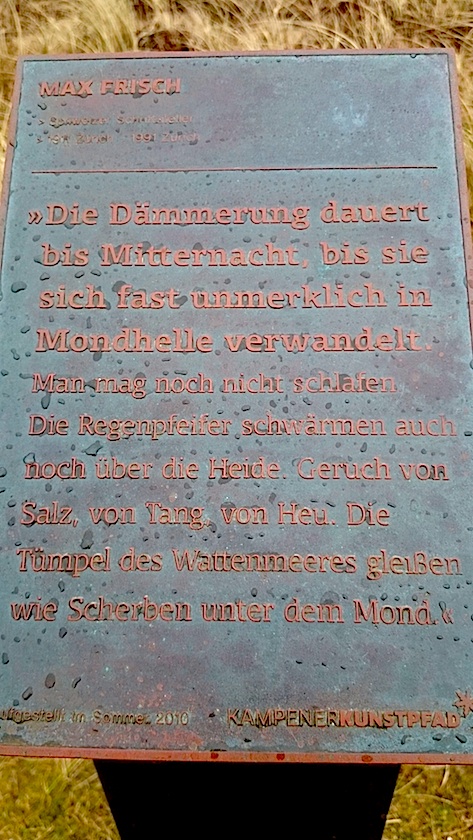 MAX FRISCH
> Schweizer Schriftsteller
> 1911 Zürich – 1991 Zürich
»Die Dämmerung dauert
bis Mitternacht, bis sie
sich fast unmerklich in
Mondhelle verwandelt.
Man mag noch nicht schlafen.
Die Regenpfeifer schwärmen auch
noch über die Heide. Geruch von
Salz, von Tang, von Heu. Die
Tümpel des Wattenmeeres gleißen
wie Scherben unter dem Mond.«
ufgestellt im Sommer 2010 KAMPENERKUNSTPFAD